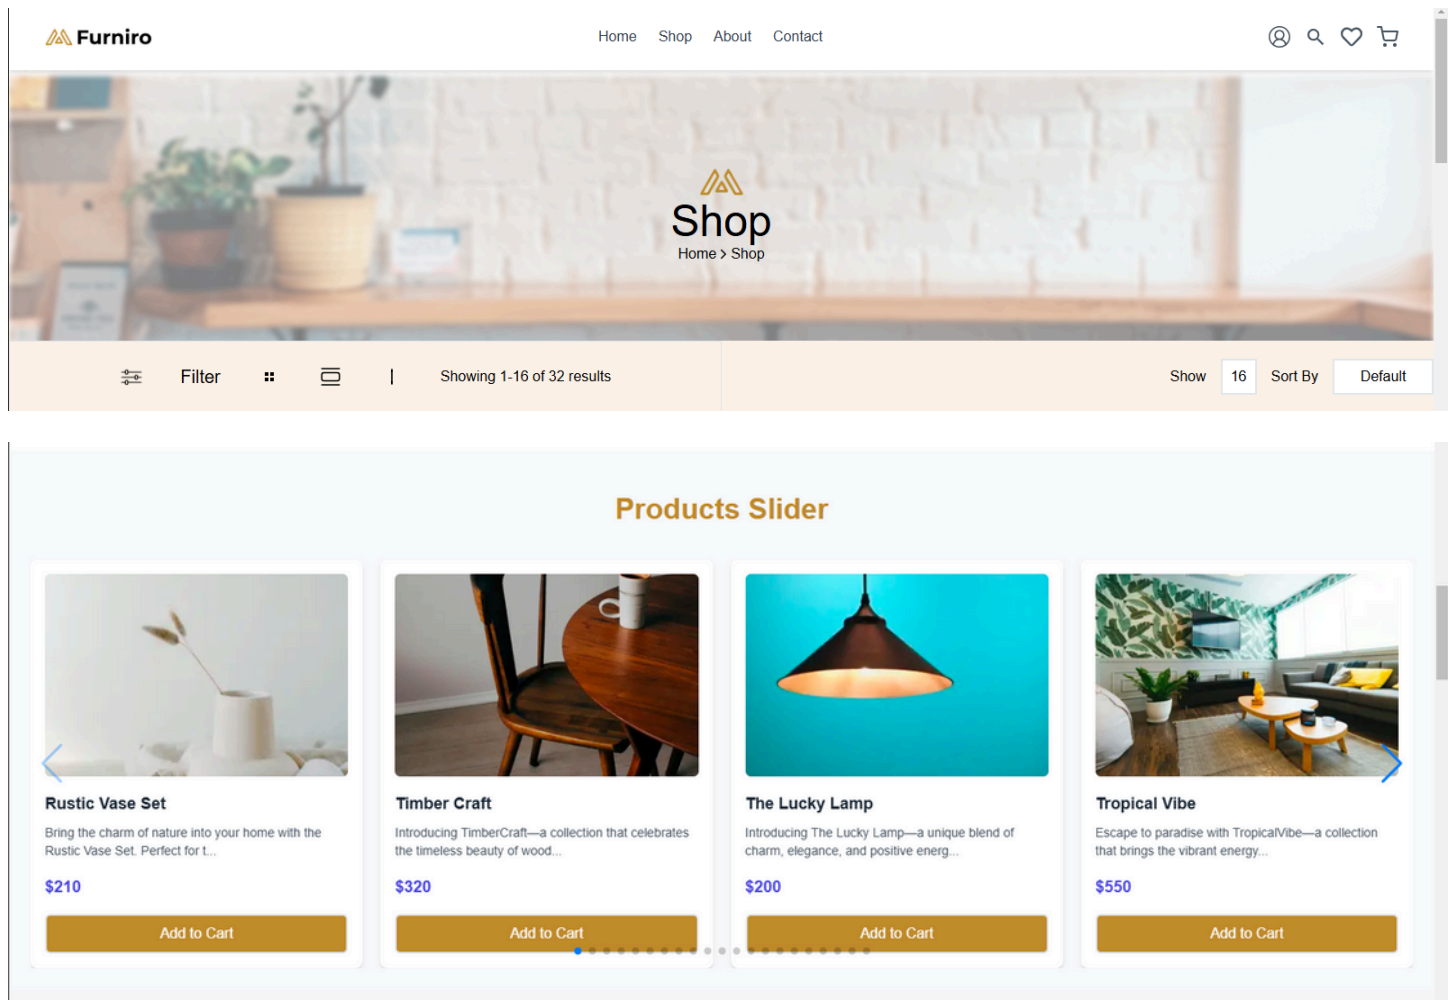 Furniro
Home Shop About Contact
Shop
Home > Shop
Filter
Showing 1-16 of 32 results
Show 16 Sort By Default
Products Slider
Rustic Vase Set
Bring the charm of nature into your home with the
Rustic Vase Set. Perfect for t...
$210
Add to Cart
Timber Craft
Introducing TimberCraft—a collection that celebrates
the timeless beauty of wood...
$320
Add to Cart
The Lucky Lamp
Introducing The Lucky Lamp—a unique blend of
charm, elegance, and positive energ...
$200
Add to Cart
Tropical Vibe
Escape to paradise with TropicalVibe—a collection
that brings the vibrant energy...
$550
Add to Cart